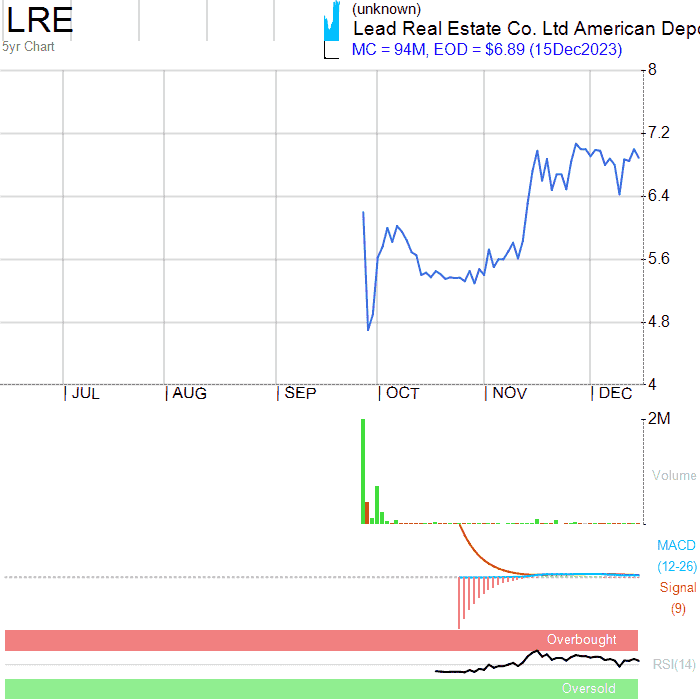 LRE
5yr Chart
(unknown)
Lead Real Estate Co. Ltd American Depo
MC = 94M, EOD = $6.89 (15Dec2023)
8
7.2
6.4
5.6
4.8
4
JUL AUG SEP OCT NOV DEC
2M
Volume
MACD
(12-26)
Signal
(9)
Overbought
RSI(14)
Oversold